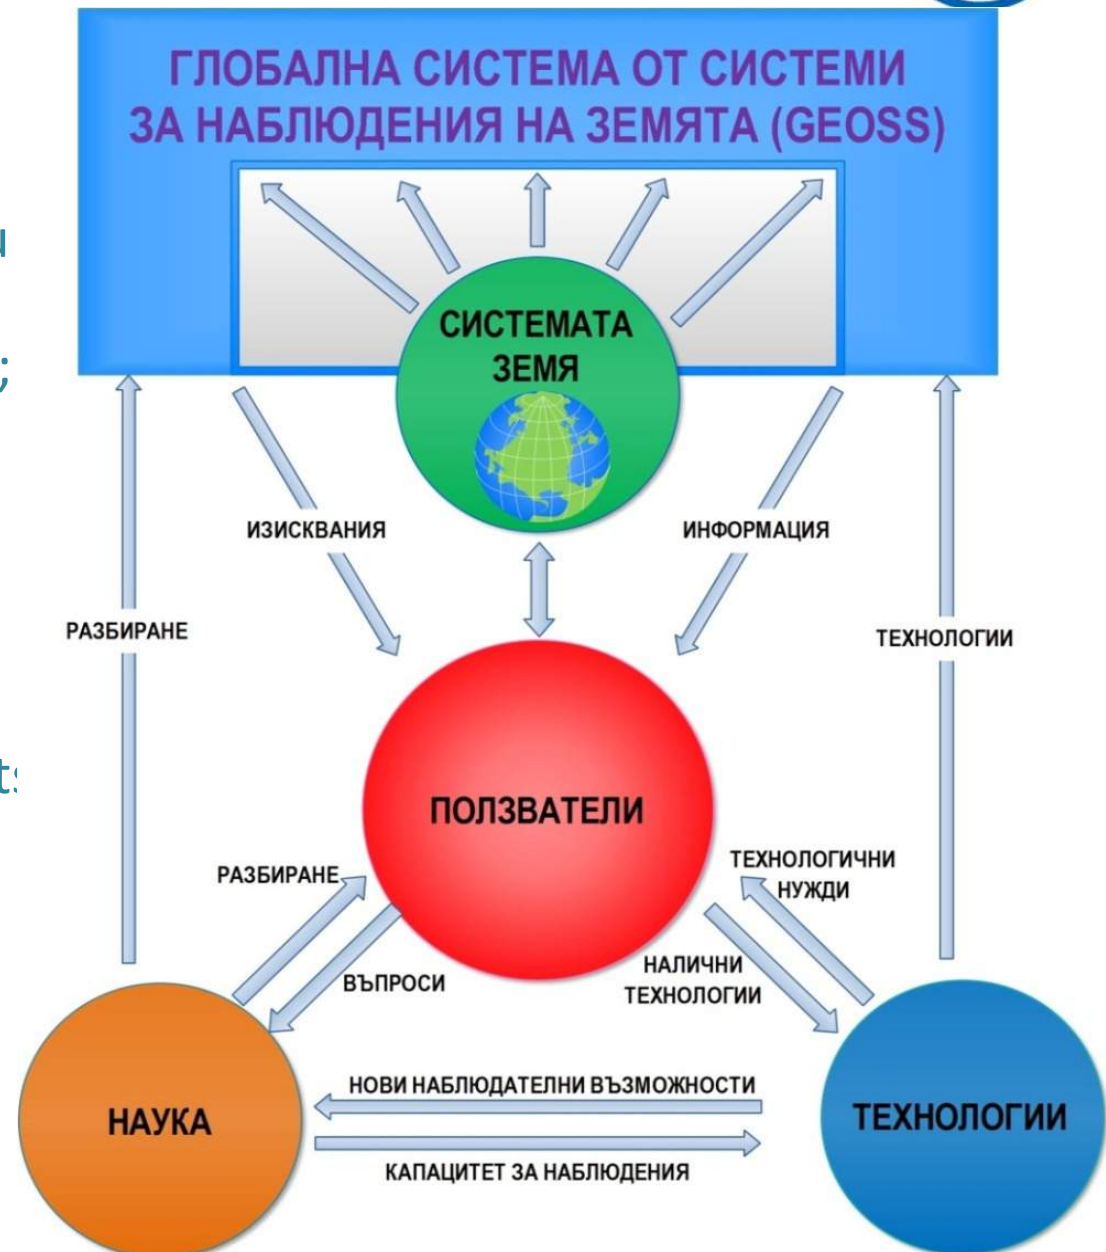 ГЛОБАЛНА СИСТЕМА ОТ СИСТЕМИ
ЗА НАБЛЮДЕНИЯ НА ЗЕМЯТА (GEOSS)
;
СИСТЕМАТА
ЗЕМЯ
ИЗИСКВАНИЯ
ИНФОРМАЦИЯ
РАЗБИРАНЕ
ТЕХНОЛОГИИ
ПОЛЗВАТЕЛИ
РАЗБИРАНЕ
ТЕХНОЛОГИЧНИ
НУЖДИ
ВЪПРОСИ
НАЛИЧНИ
ТЕХНОЛОГИИ
НОВИ НАБЛЮДАТЕЛНИ ВЪЗМОЖНОСТИ
НАУКА
ТЕХНОЛОГИИ
КАПАЦИТЕТ ЗА НАБЛЮДЕНИЯ